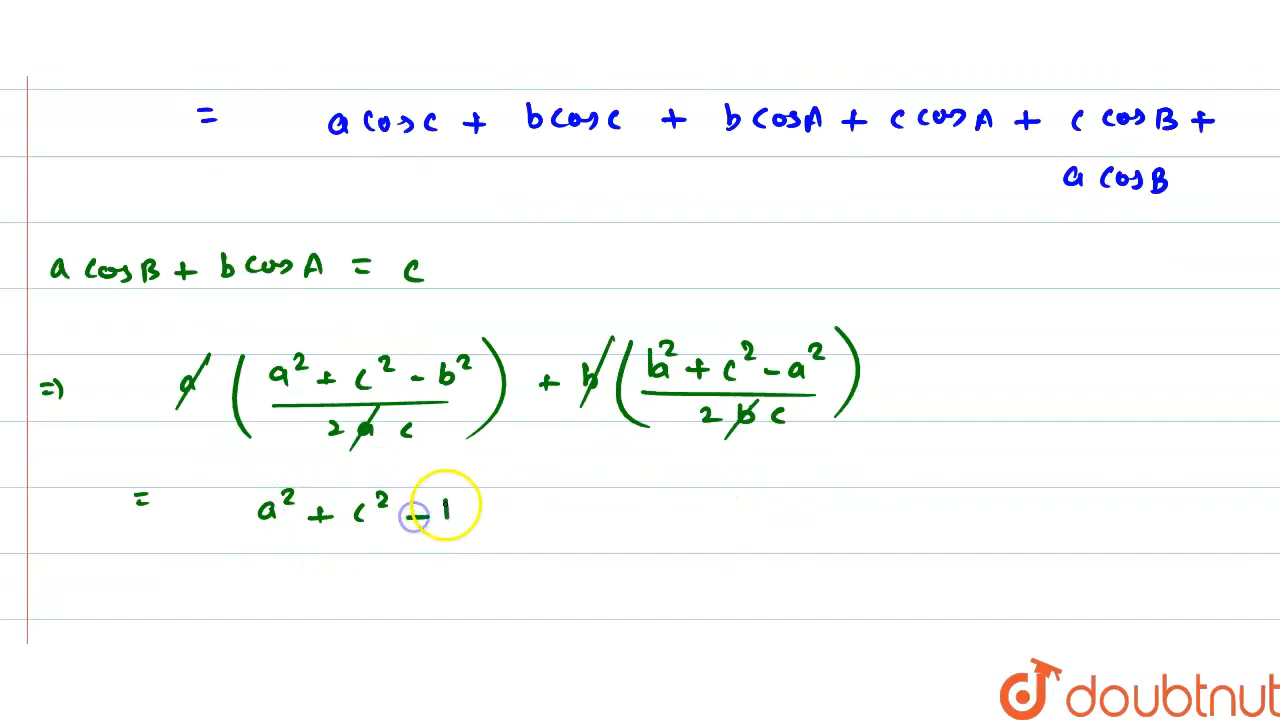 = a cos C + b cos C + b cos A + c cos A + c cos B +
a cos B
a cos B + b cos A = c
=) a ( a² + c² - b² / 2 a c ) + b ( b² + c² - a² / 2 b c )
= a² + c² - 1
doubtnut